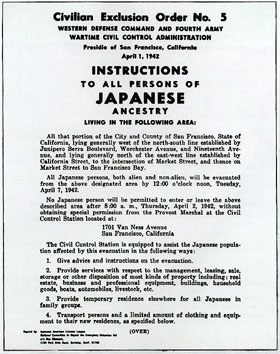 Civilian Exclusion Order No. 5
WESTERN DEFENSE COMMAND AND FOURTH ARMY
WARTIME CIVIL CONTROL ADMINISTRATION
Presidio of San Francisco, California
April 1, 1942
INSTRUCTIONS
TO ALL PERSONS OF
JAPANESE
ANCESTRY
LIVING IN THE FOLLOWING AREA:
All that portion of the City and County of San Francisco, State of
California, lying generally west of the north-south line established by
Junipero Serra Boulevard, Worchester Avenue, and Nineteenth Ave-
nue, and lying generally north of the east-west line established by
California Street, to the intersection of Market Street, and thence on
Market Street to San Francisco Bay.
All Japanese persons, both alien and non-alien, will be evacuated
from the above designated area by 12:00 o'clock noon, Tuesday,
April 7, 1942.
No Japanese person will be permitted to enter or leave the above
described area after 8:00 a. m., Thursday, April 2, 1942, without
obtaining special permission from the Provost Marshal at the Civil
Control Station located at:
1701 Van Ness Avenue
San Francisco, California
The Civil Control Station is equipped to assist the Japanese popula-
tion affected by this evacuation in the following ways:
1. Give advice and instructions on the evacuation.
2. Provide services with respect to the management, leasing, sale,
storage or other disposition of most kinds of property including: real
estate, business and professional equipment, buildings, household
goods, boats, automobiles, livestock, etc.
3. Provide temporary residence elsewhere for all Japanese in
family groups.
4. Transport persons and a limited amount of clothing and equip-
ment to their new residence, as specified below.
(OVER)